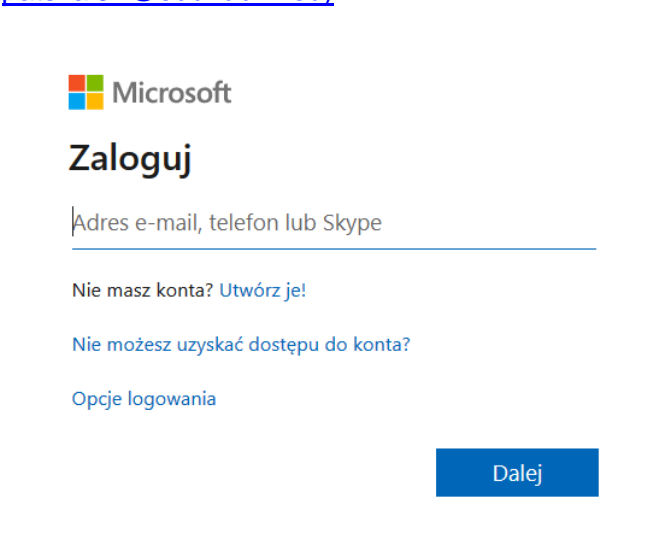 Microsoft
Zaloguj
Adres e-mail, telefon lub Skype
Nie masz konta? Utwórz je!
Nie możesz uzyskać dostępu do konta?
Opcje logowania
Dalej